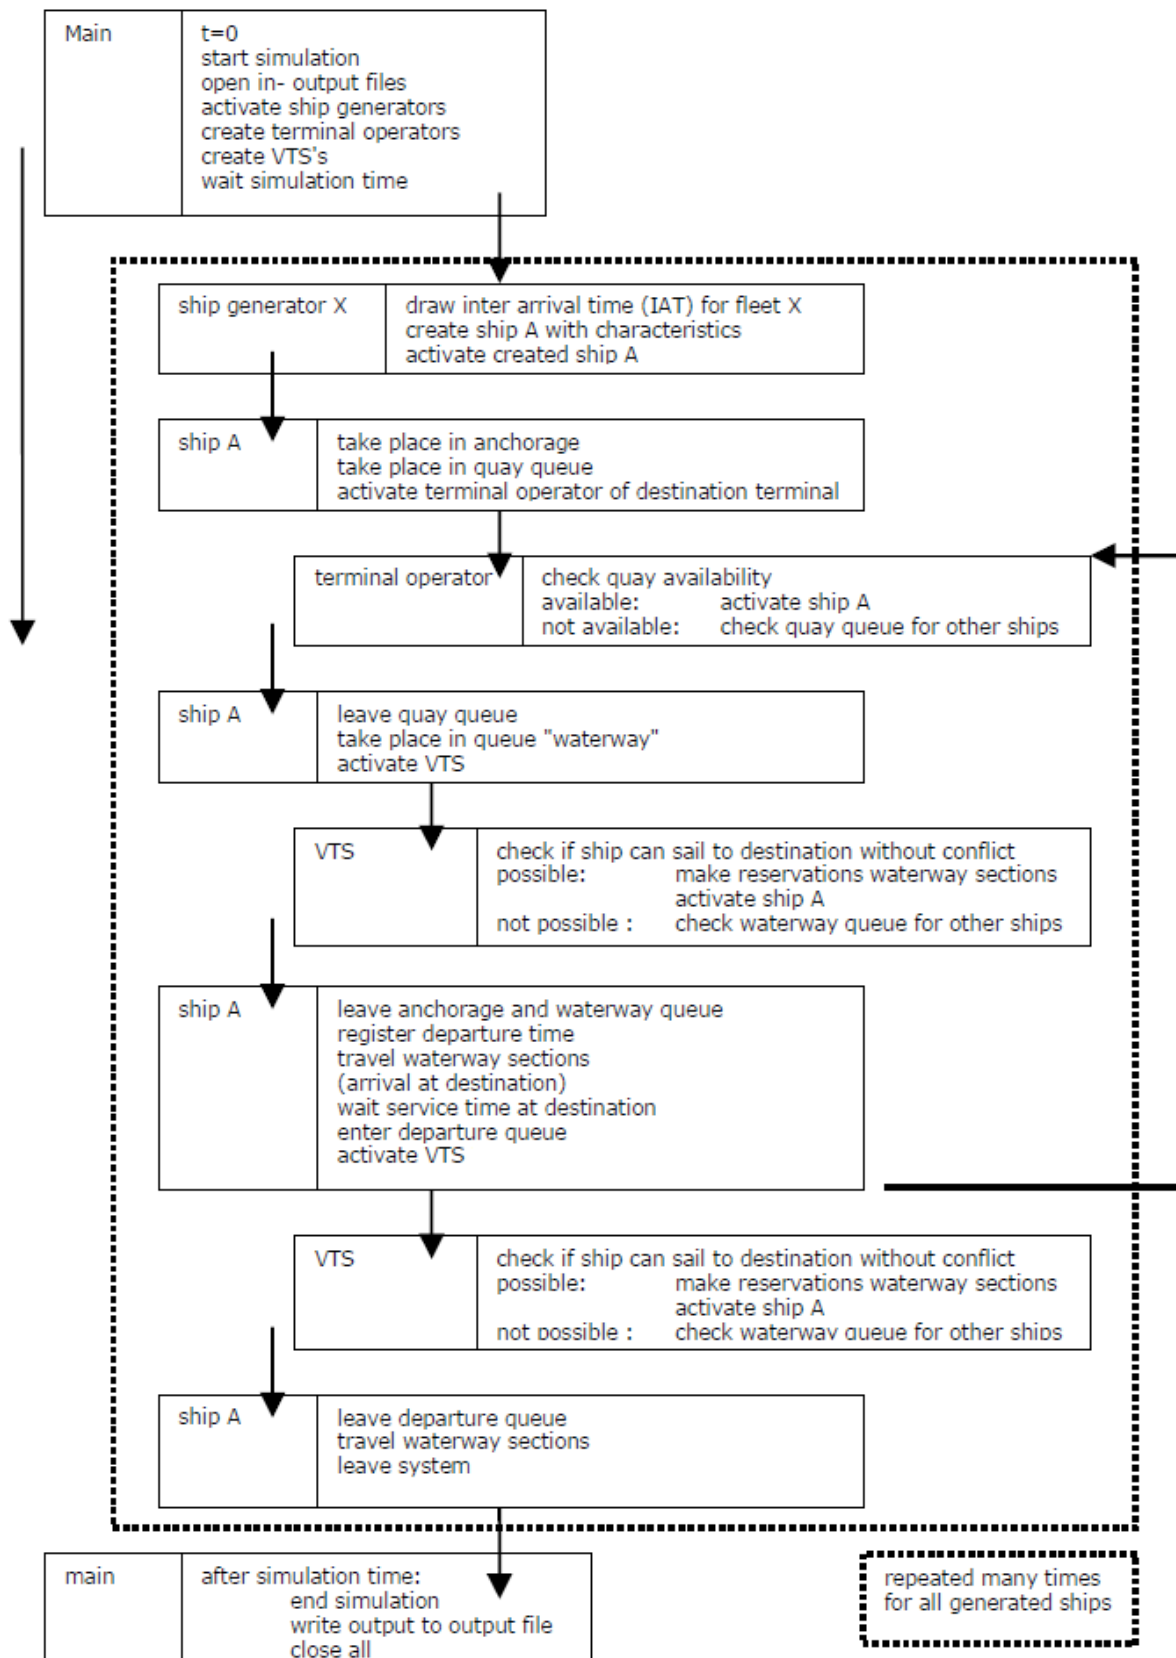 Main t=0
start simulation
open in- output files
activate ship generators
create terminal operators
create VTS's
wait simulation time
ship generator X draw inter arrival time (IAT) for fleet X
create ship A with characteristics
activate created ship A
ship A take place in anchorage
take place in quay queue
activate terminal operator of destination terminal
terminal operator check quay availability
available: activate ship A
not available: check quay queue for other ships
ship A leave quay queue
take place in queue "waterway"
activate VTS
VTS check if ship can sail to destination without conflict
possible: make reservations waterway sections
activate ship A
not possible : check waterway queue for other ships
ship A leave anchorage and waterway queue
register departure time
travel waterway sections
(arrival at destination)
wait service time at destination
enter departure queue
activate VTS
VTS check if ship can sail to destination without conflict
possible: make reservations waterway sections
activate ship A
not possible : check waterway queue for other ships
ship A leave departure queue
travel waterway sections
leave system
main after simulation time:
end simulation
write output to output file
close all
repeated many times
for all generated ships